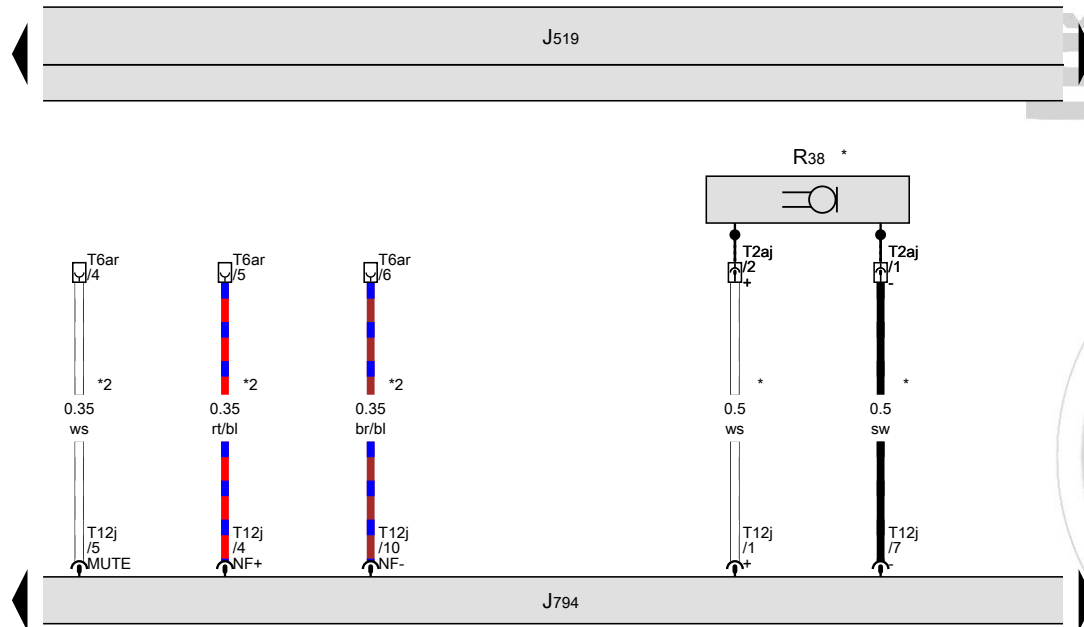 J519
R38 *
T6ar
/4
T6ar
/5
T6ar
/6
T2aj
/2
+
T2aj
/1
-
*2
*2
*2
*
*
0.35
0.35
0.35
0.5
0.5
ws
rt/bl
br/bl
ws
sw
T12j
/5
MUTE
T12j
/4
NF+
T12j
/10
NF-
T12j
/1
+
T12j
/7
-
J794